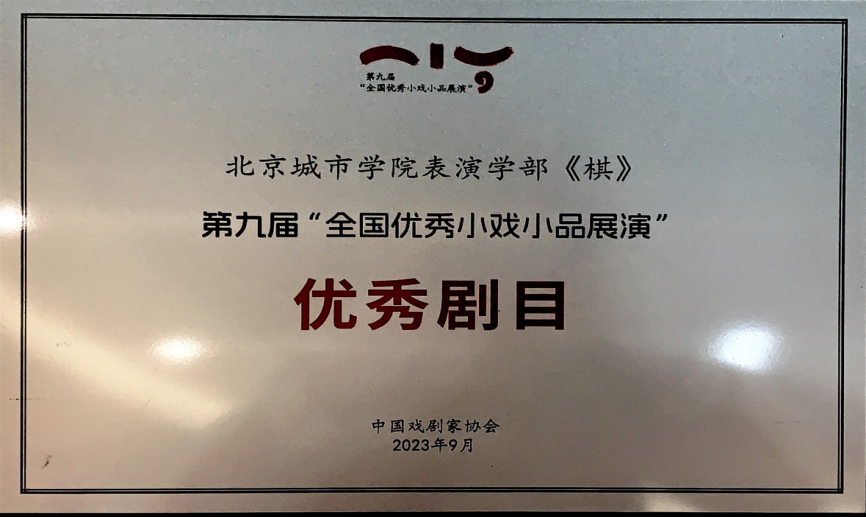 第九届
“全国优秀小戏小品展演”
北京城市学院表演学部《棋》
第九届“全国优秀小戏小品展演”
优秀剧目
中国戏剧家协会
2023年9月